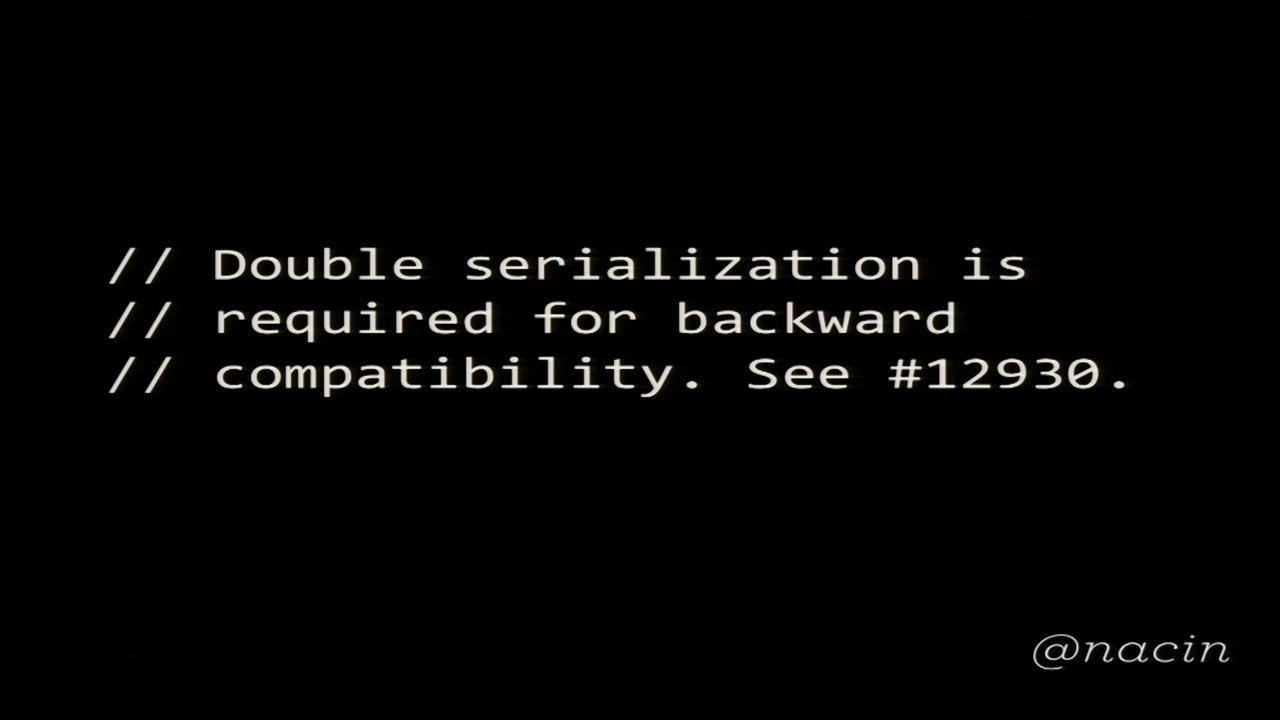 // Double serialization is
// required for backward
// compatibility. See #12930.
@nacin